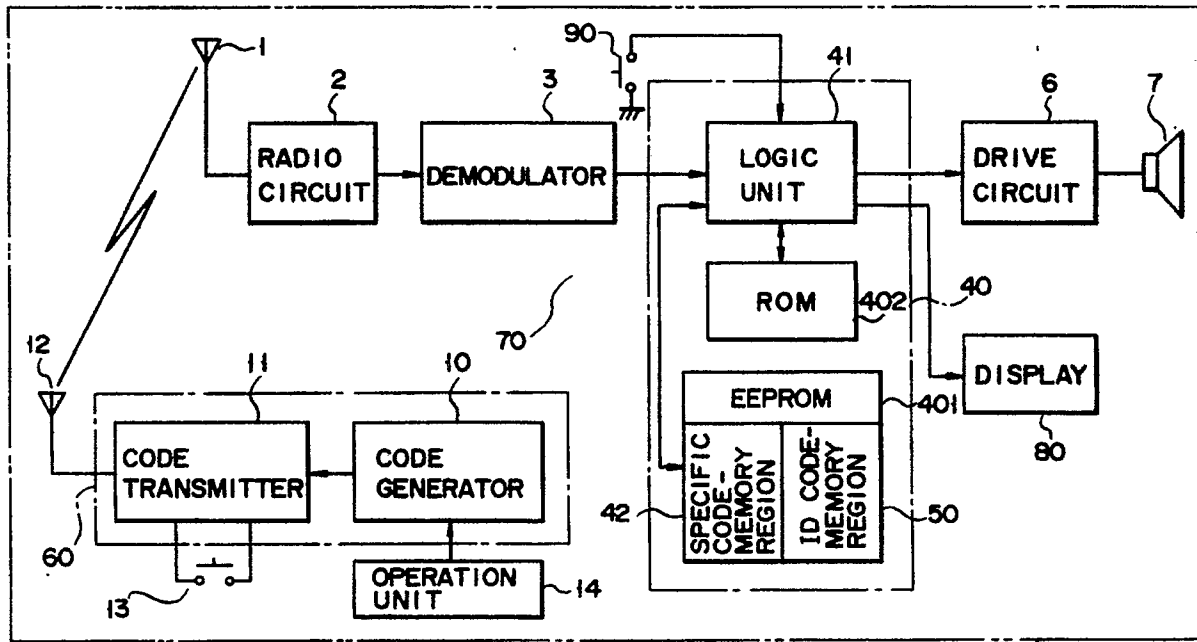 1
90
2
3
41
6
7
RADIO
CIRCUIT
DEMODULATOR
LOGIC
UNIT
DRIVE
CIRCUIT
ROM
402
40
70
12
11
10
DISPLAY
80
EEPROM
401
CODE
TRANSMITTER
CODE
GENERATOR
42
SPECIFIC
CODE-
MEMORY
REGION
ID CODE-
MEMORY
REGION
50
60
13
OPERATION
UNIT
14